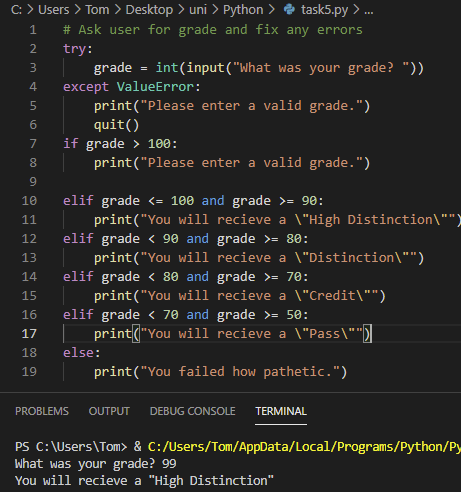 C: > Users > Tom > Desktop > uni > Python > task5.py > ...
1 # Ask user for grade and fix any errors
2 try:
3 grade = int(input("What was your grade? "))
4 except ValueError:
5 print("Please enter a valid grade.")
6 quit()
7 if grade > 100:
8 print("Please enter a valid grade.")
9
10 elif grade <= 100 and grade >= 90:
11 print("You will recieve a \"High Distinction\"")
12 elif grade < 90 and grade >= 80:
13 print("You will recieve a \"Distinction\"")
14 elif grade < 80 and grade >= 70:
15 print("You will recieve a \"Credit\"")
16 elif grade < 70 and grade >= 50:
17 print("You will recieve a \"Pass\"")
18 else:
19 print("You failed how pathetic.")
PROBLEMS OUTPUT DEBUG CONSOLE TERMINAL
PS C:\Users\Tom> & C:/Users/Tom/AppData/Local/Programs/Python/Py
What was your grade? 99
You will recieve a "High Distinction"